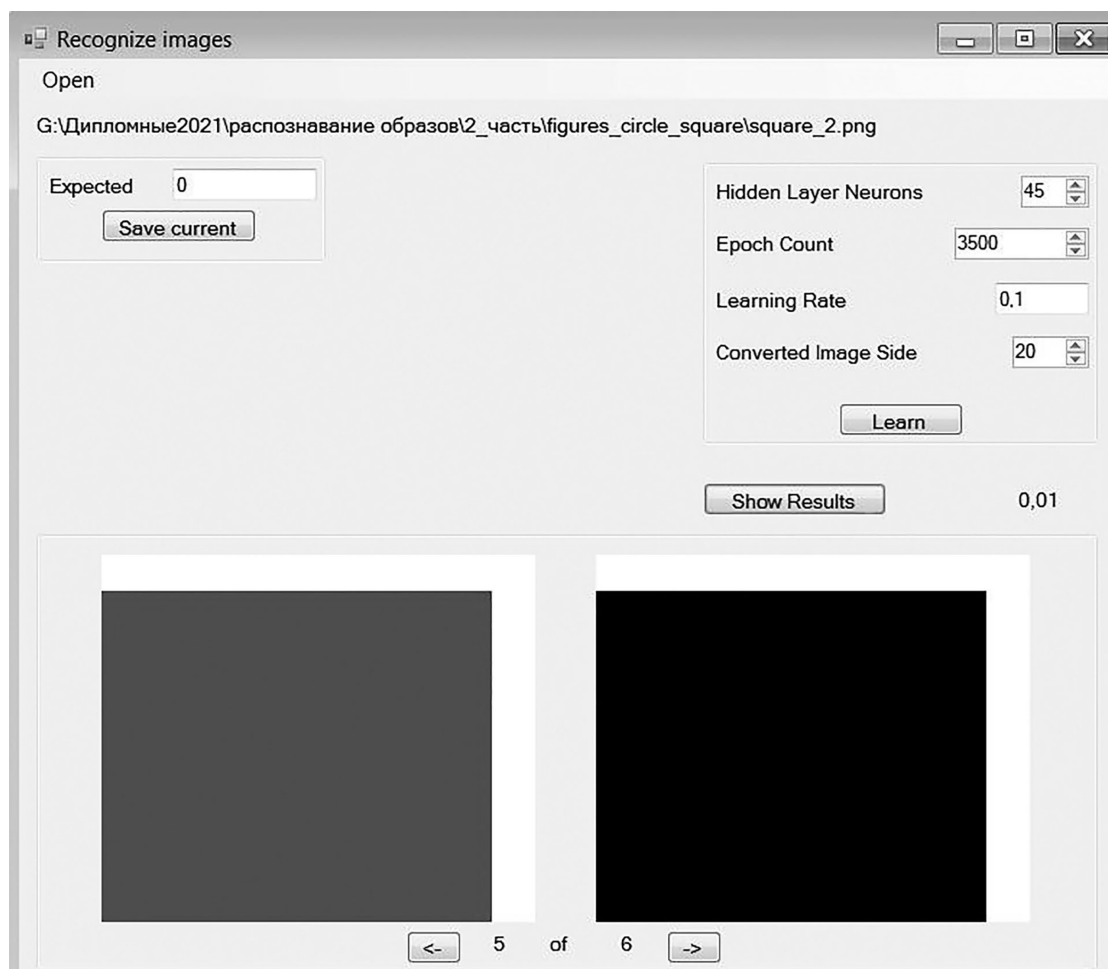 Recognize images
Open
G:\Дипломные2021\распознавание образов\2_часть\figures_circle_square\square_2.png
Expected 0
Save current
Hidden Layer Neurons 45
Epoch Count 3500
Learning Rate 0,1
Converted Image Side 20
Learn
Show Results 0,01
<- 5 of 6 ->